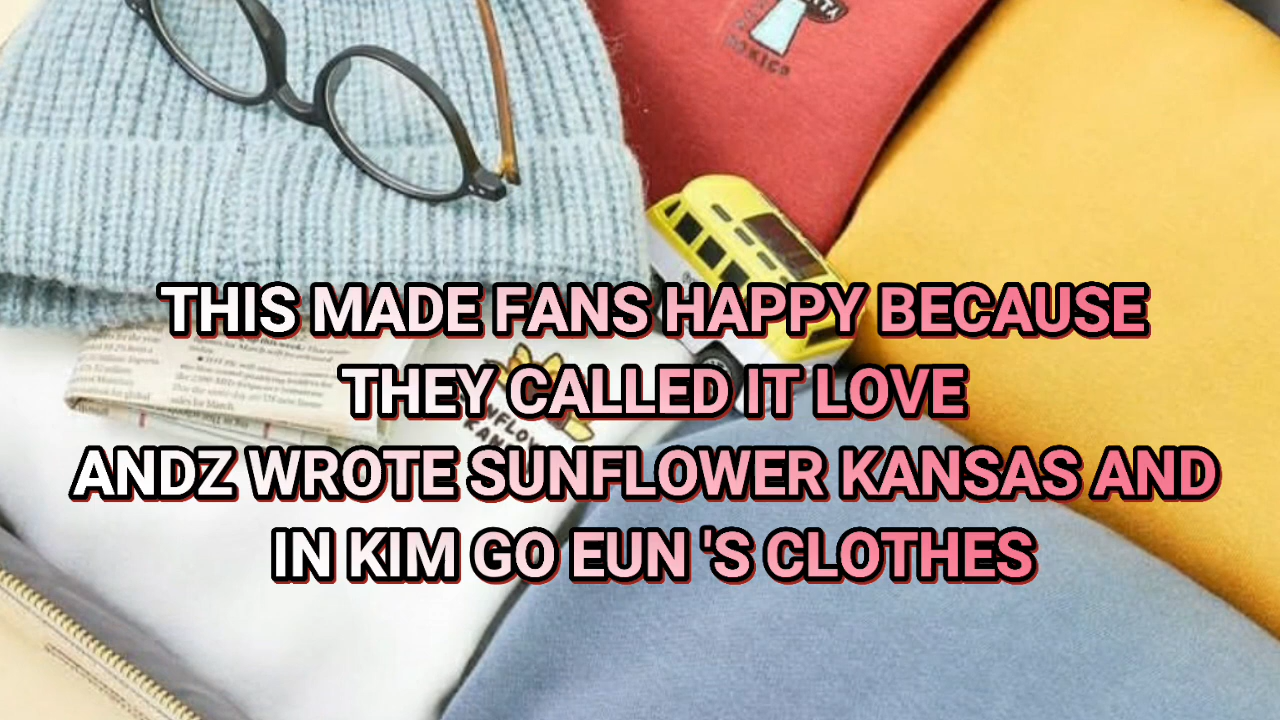 THIS MADE FANS HAPPY BECAUSE
THEY CALLED IT LOVE
ANDZ WROTE SUNFLOWER KANSAS AND
IN KIM GO EUN 'S CLOTHES